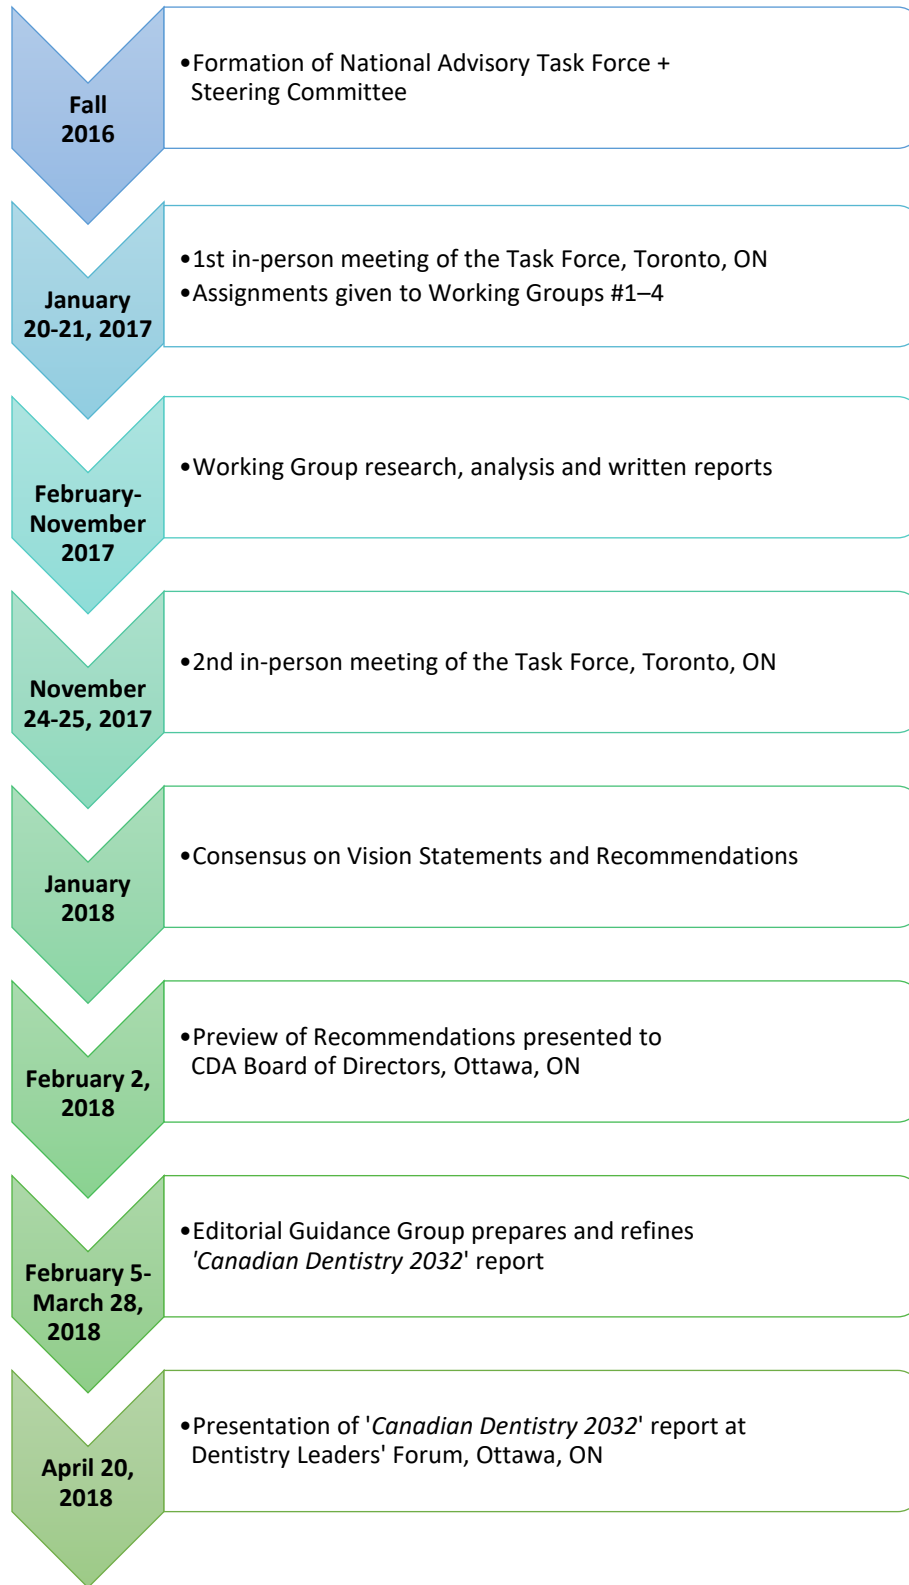 Fall
2016
•Formation of National Advisory Task Force +
Steering Committee
January
20-21, 2017
•1st in-person meeting of the Task Force, Toronto, ON
•Assignments given to Working Groups #1–4
February-
November
2017
•Working Group research, analysis and written reports
November
24-25, 2017
•2nd in-person meeting of the Task Force, Toronto, ON
January
2018
•Consensus on Vision Statements and Recommendations
February 2,
2018
•Preview of Recommendations presented to
CDA Board of Directors, Ottawa, ON
February 5-
March 28,
2018
•Editorial Guidance Group prepares and refines
'Canadian Dentistry 2032' report
April 20,
2018
•Presentation of 'Canadian Dentistry 2032' report at
Dentistry Leaders' Forum, Ottawa, ON